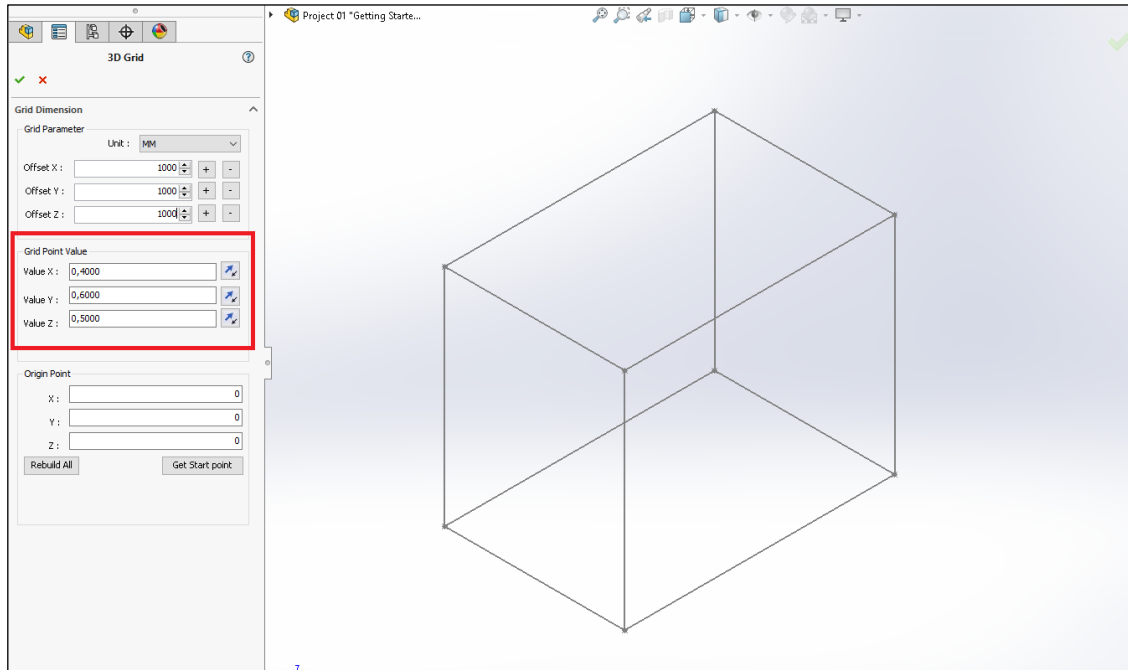 Project 01 "Getting Starte...
3D Grid
Grid Dimension
Grid Parameter
Unit : MM
Offset X : 1000 + -
Offset Y : 1000 + -
Offset Z : 1000 + -
Grid Point Value
Value X : 0,4000
Value Y : 0,6000
Value Z : 0,5000
Origin Point
X : 0
Y : 0
Z : 0
Rebuild All Get Start point
7